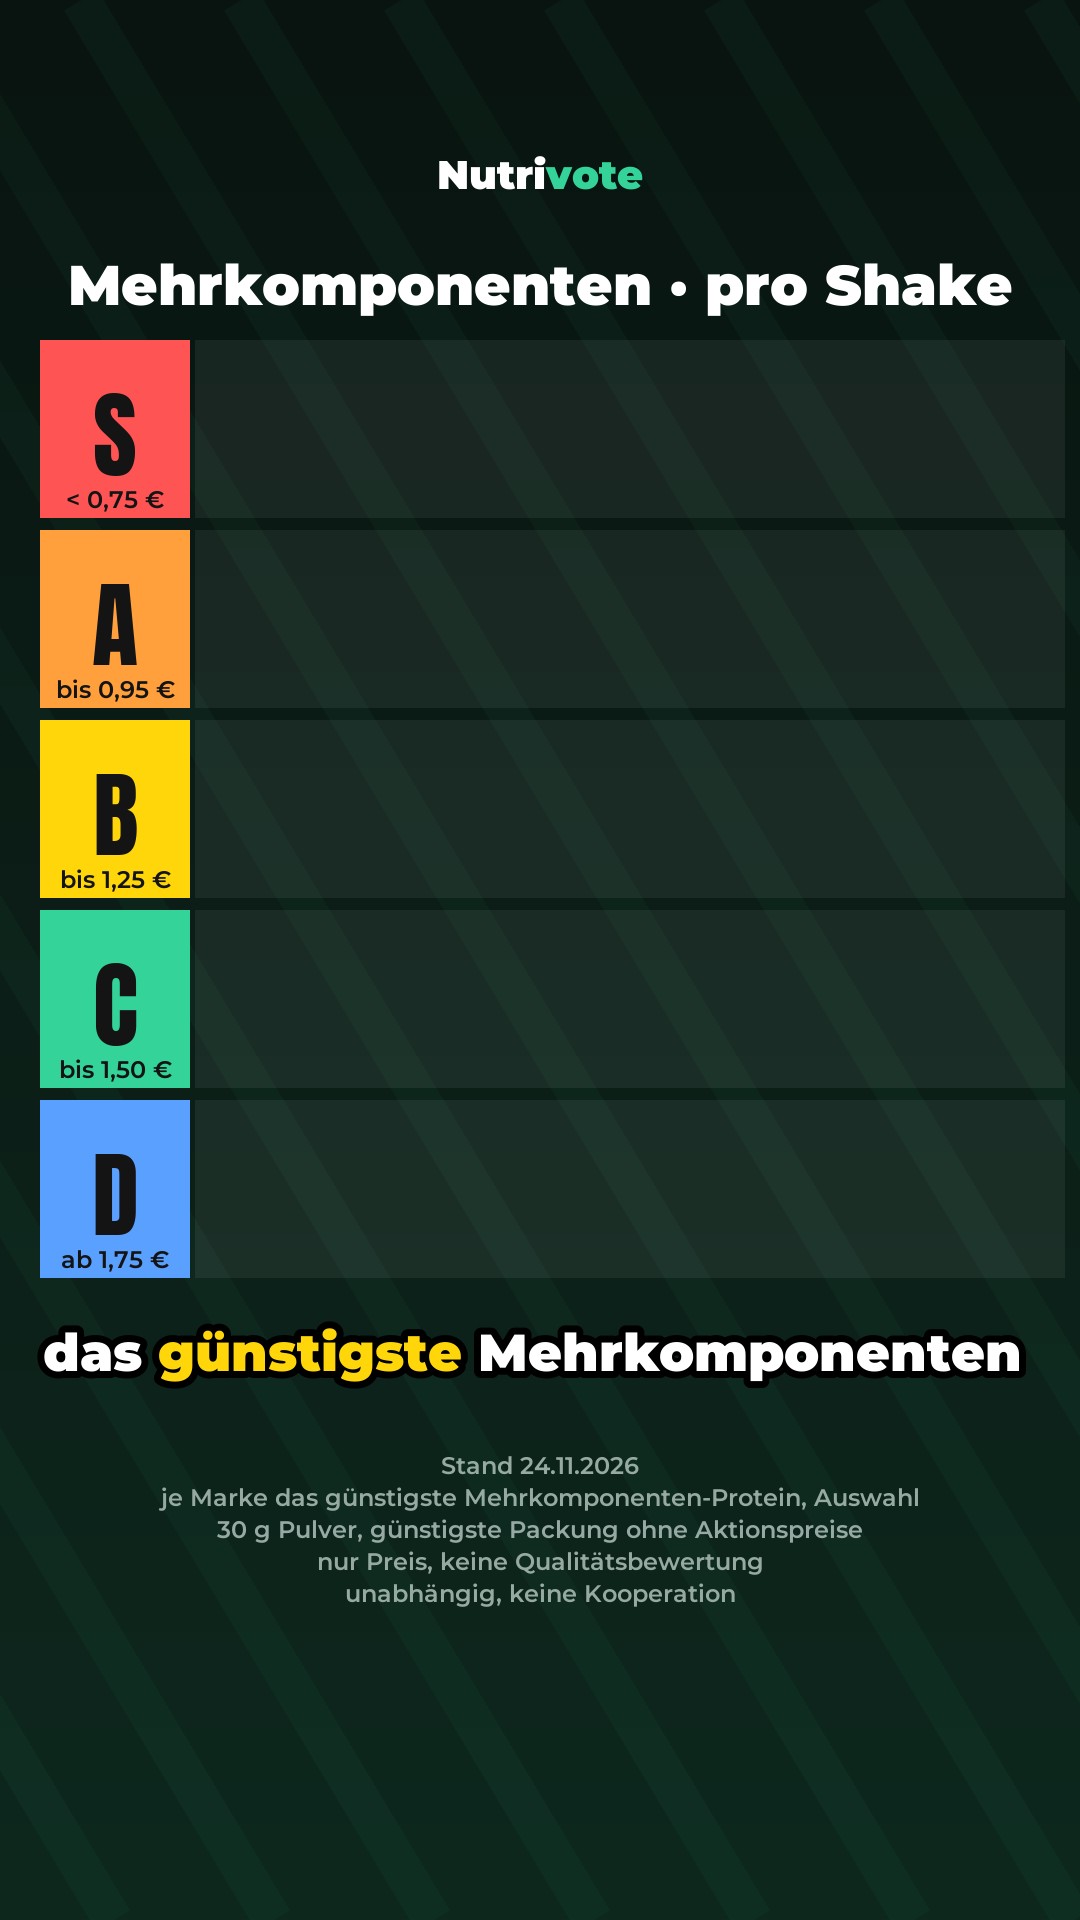 Nutrivote
Mehrkomponenten • pro Shake
S
< 0,75 €
A
bis 0,95 €
B
bis 1,25 €
C
bis 1,50 €
D
ab 1,75 €
das günstigste Mehrkomponenten
Stand 24.11.2026
je Marke das günstigste Mehrkomponenten-Protein, Auswahl
30 g Pulver, günstigste Packung ohne Aktionspreise
nur Preis, keine Qualitätsbewertung
unabhängig, keine Kooperation